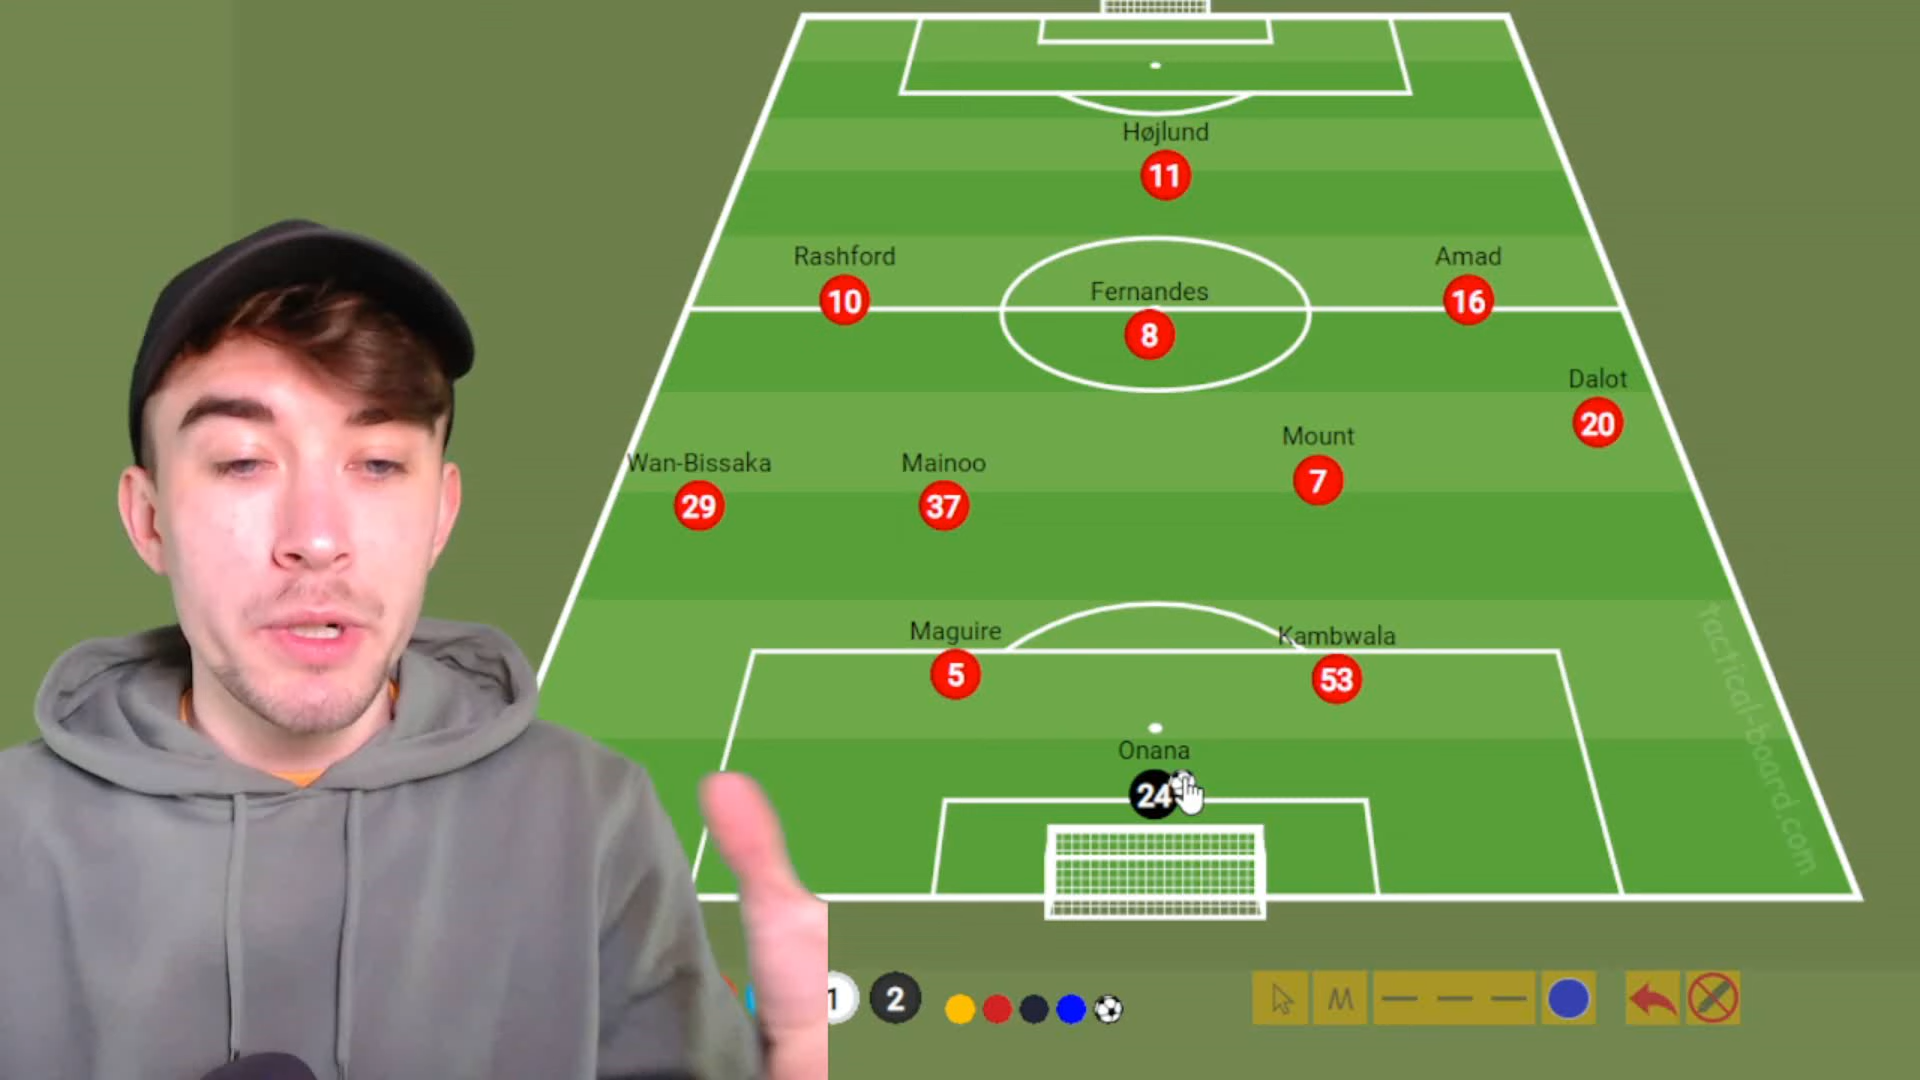 Højlund
11
Rashford
10
Fernandes
8
Amad
16
Dalot
20
Mount
7
Wan-Bissaka
29
Mainoo
37
Maguire
5
Kambwala
53
Onana
24
tactical-board.com
1
2